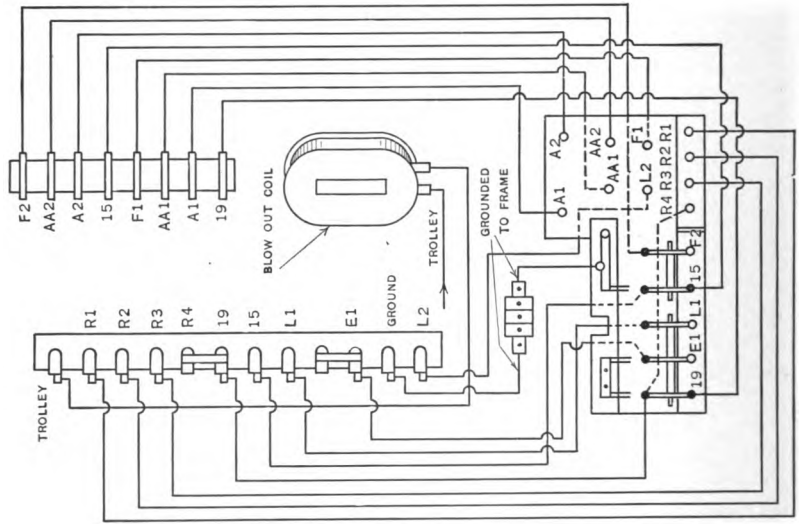 F2
AA2
A2
15
F1
AA1
A1
19
BLOW OUT COIL
TROLLEY
GROUNDED
TO FRAME
A2
AA2
F1
A1
AA1
L2
R4 R3 R2 R1
F2
15
L1
E1
19
TROLLEY
R1
R2
R3
R4
19
15
L1
E1
GROUND
L2